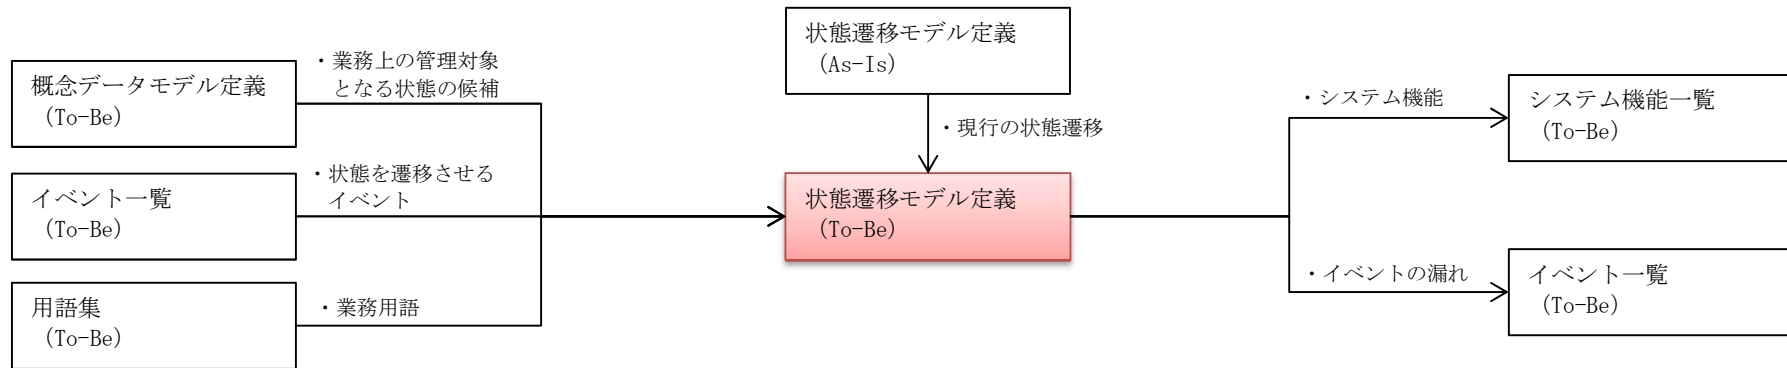 概念データモデル定義
(To-Be)
・業務上の管理対象
となる状態の候補
イベント一覧
(To-Be)
・状態を遷移させる
イベント
用語集
(To-Be)
・業務用語
状態遷移モデル定義
(As-Is)
・現行の状態遷移
状態遷移モデル定義
(To-Be)
・システム機能
システム機能一覧
(To-Be)
・イベントの漏れ
イベント一覧
(To-Be)